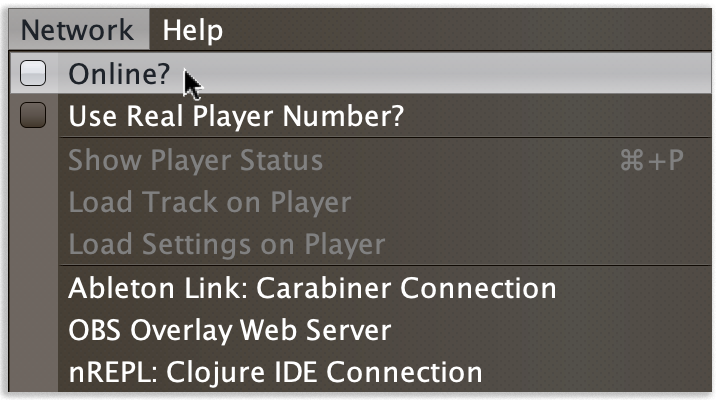 Network Help
Online?
Use Real Player Number?
Show Player Status ⌘+P
Load Track on Player
Load Settings on Player
Ableton Link: Carabiner Connection
OBS Overlay Web Server
nREPL: Clojure IDE Connection